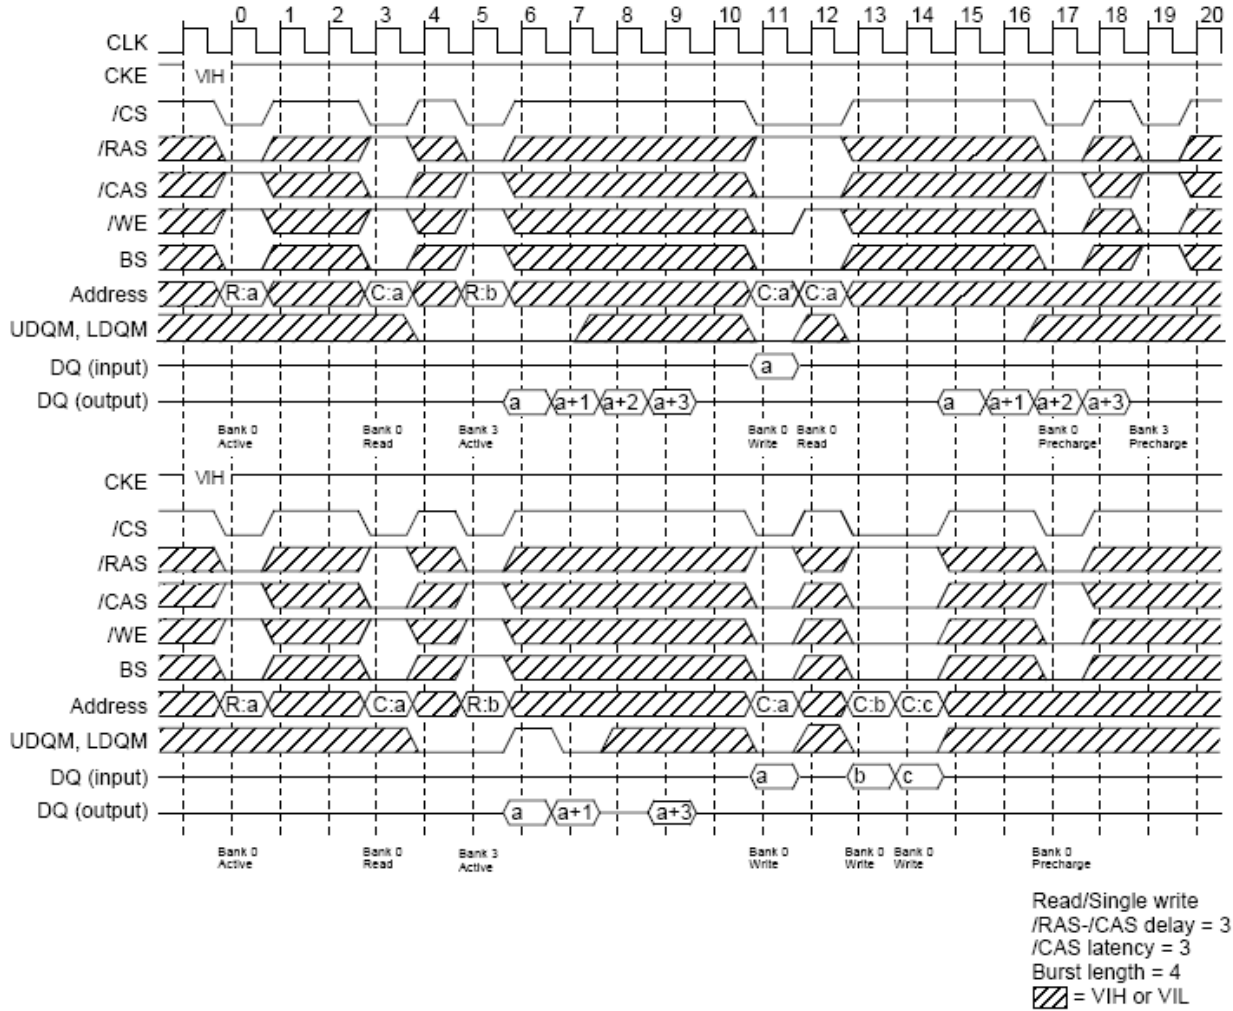 0 1 2 3 4 5 6 7 8 9 10 11 12 13 14 15 16 17 18 19 20
CLK
CKE VIH
/CS
/RAS
/CAS
/WE
BS
Address R:a C:a R:b C:a' C:a
UDQM, LDQM
DQ (input) a
DQ (output) a a+1 a+2 a+3 a a+1 a+2 a+3
Bank 0 Bank 0 Bank 3 Bank 0 Bank 0 Bank 0 Bank 3
Active Read Active Write Read Precharge Precharge
CKE VIH
/CS
/RAS
/CAS
/WE
BS
Address R:a C:a R:b C:a C:b C:c
UDQM, LDQM
DQ (input) a b c
DQ (output) a a+1 a+3
Bank 0 Bank 0 Bank 3 Bank 0 Bank 0 Bank 0 Bank 0
Active Read Active Write Write Write Precharge
Read/Single write
/RAS-/CAS delay = 3
/CAS latency = 3
Burst length = 4
= VIH or VIL